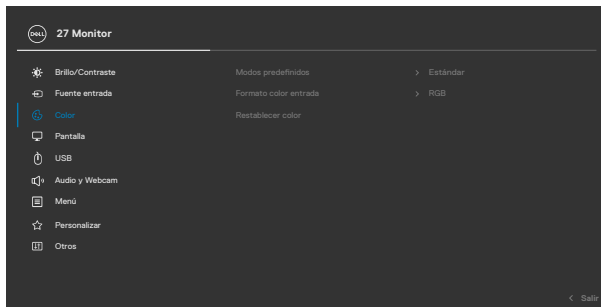 DELL 27 Monitor
Brillo/Contraste Modos predefinidos > Estándar
Fuente entrada Formato color entrada > RGB
Color Restablecer color
Pantalla
USB
Audio y Webcam
Menú
Personalizar
Otros
< Salir